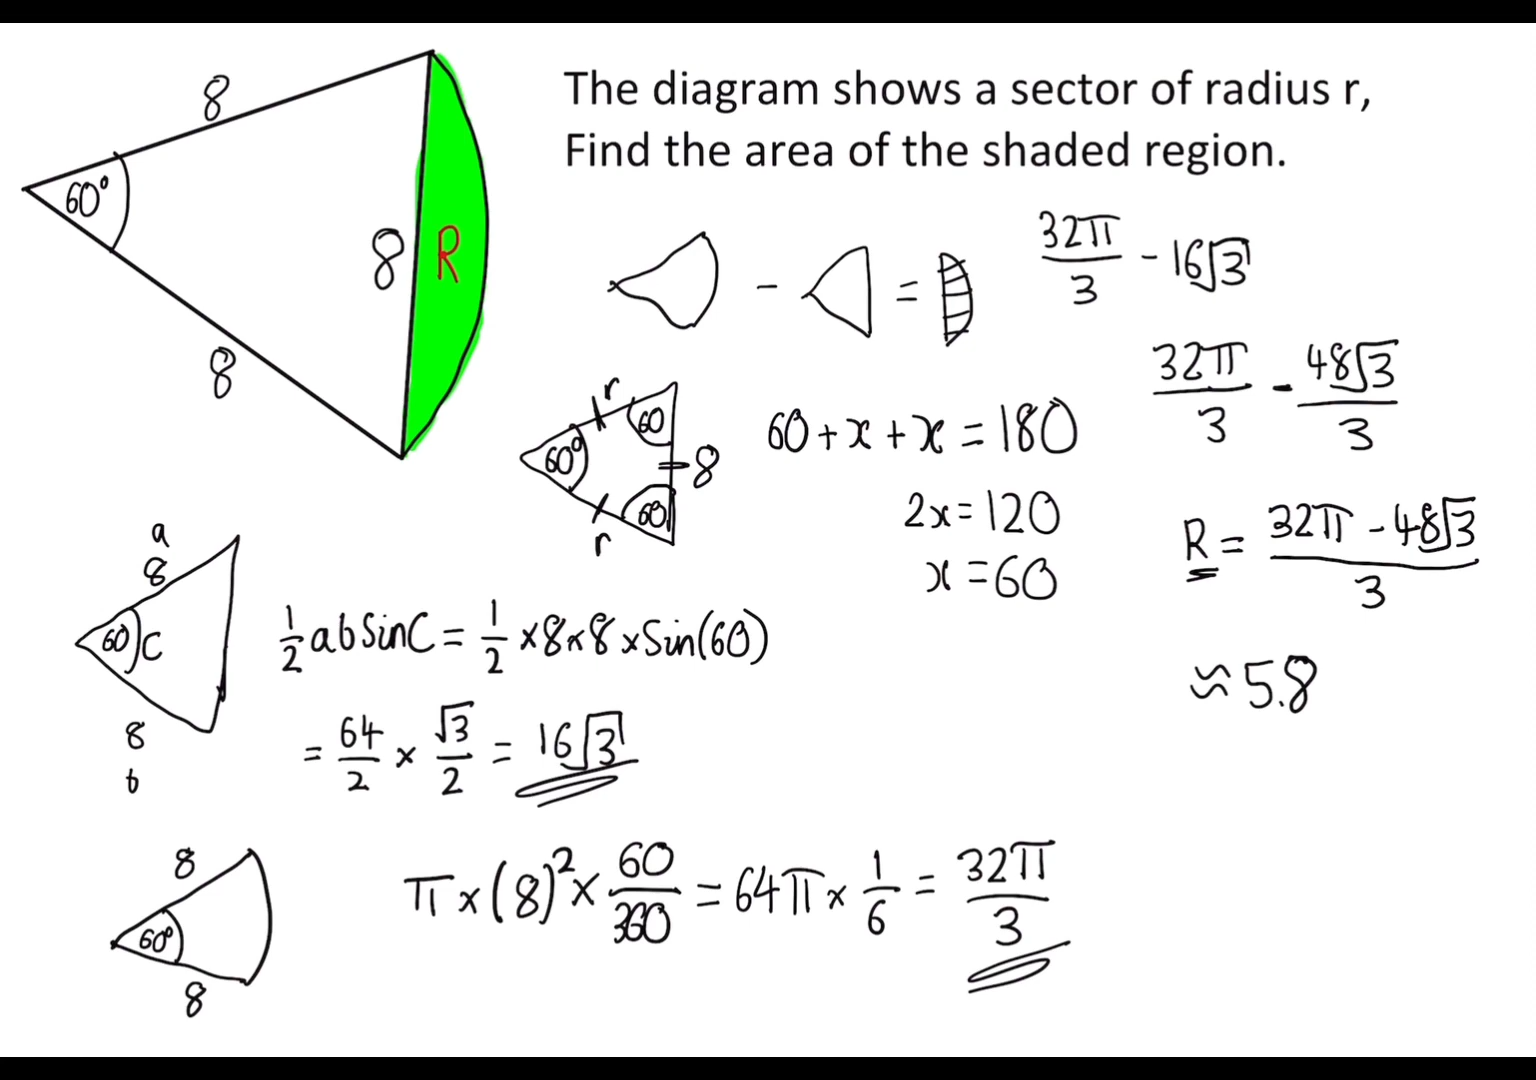 The diagram shows a sector of radius r,
Find the area of the shaded region.
8
60°
8
R
8
- = 32π/3 - 16√3
32π/3 - 48√3/3
r
60
60°
8
60
r
60 + x + x = 180
2x = 120
x = 60
R = (32π - 48√3)/3
≈ 5.8
a
8
60 C
8
b
1/2 ab Sin C = 1/2 × 8 × 8 × Sin(60)
= 64/2 × √3/2 = 16√3
8
60°
8
π × (8)² × 60/360 = 64π × 1/6 = 32π/3